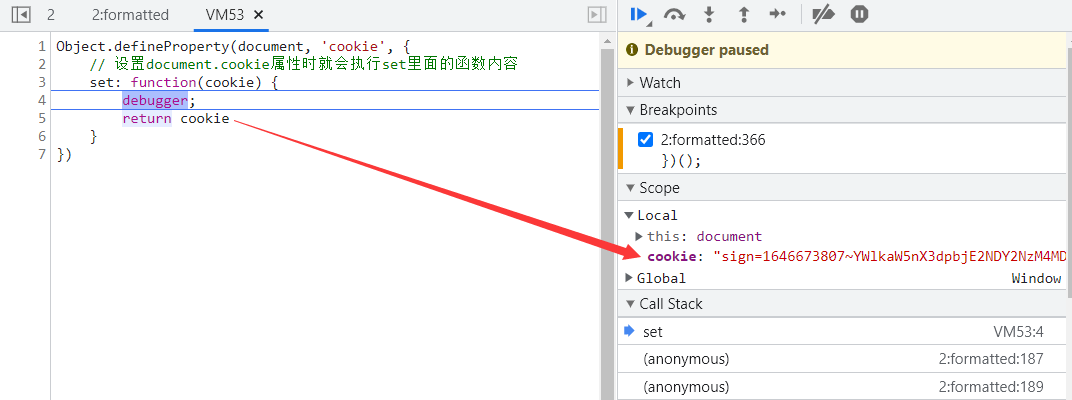 2 2:formatted VM53 ×
1 Object.defineProperty(document, 'cookie', {
2 // 设置document.cookie属性时就会执行set里面的函数内容
3 set: function(cookie) {
4 debugger;
5 return cookie
6 }
7 })
Debugger paused
Watch
Breakpoints
2:formatted:366
})();
Scope
Local
this: document
cookie: "sign=1646673807~YWlkaW5nX3dpbjE2NDY2NzM4MD
Global Window
Call Stack
set VM53:4
(anonymous) 2:formatted:187
(anonymous) 2:formatted:189